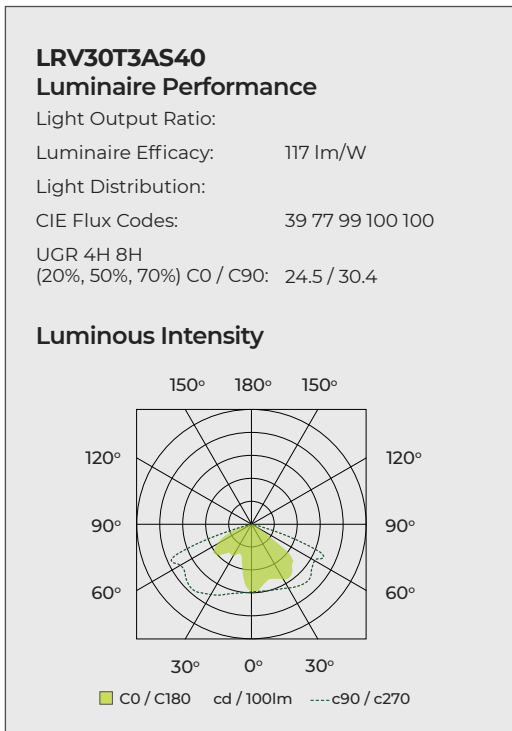 LRV30T3AS40
Luminaire Performance
Light Output Ratio:
Luminaire Efficacy: 117 lm/W
Light Distribution:
CIE Flux Codes: 39 77 99 100 100
UGR 4H 8H
(20%, 50%, 70%) C0 / C90: 24.5 / 30.4
Luminous Intensity
150° 180° 150°
120° 120°
90° 90°
60° 60°
30° 0° 30°
C0 / C180 cd / 100lm c90 / c270